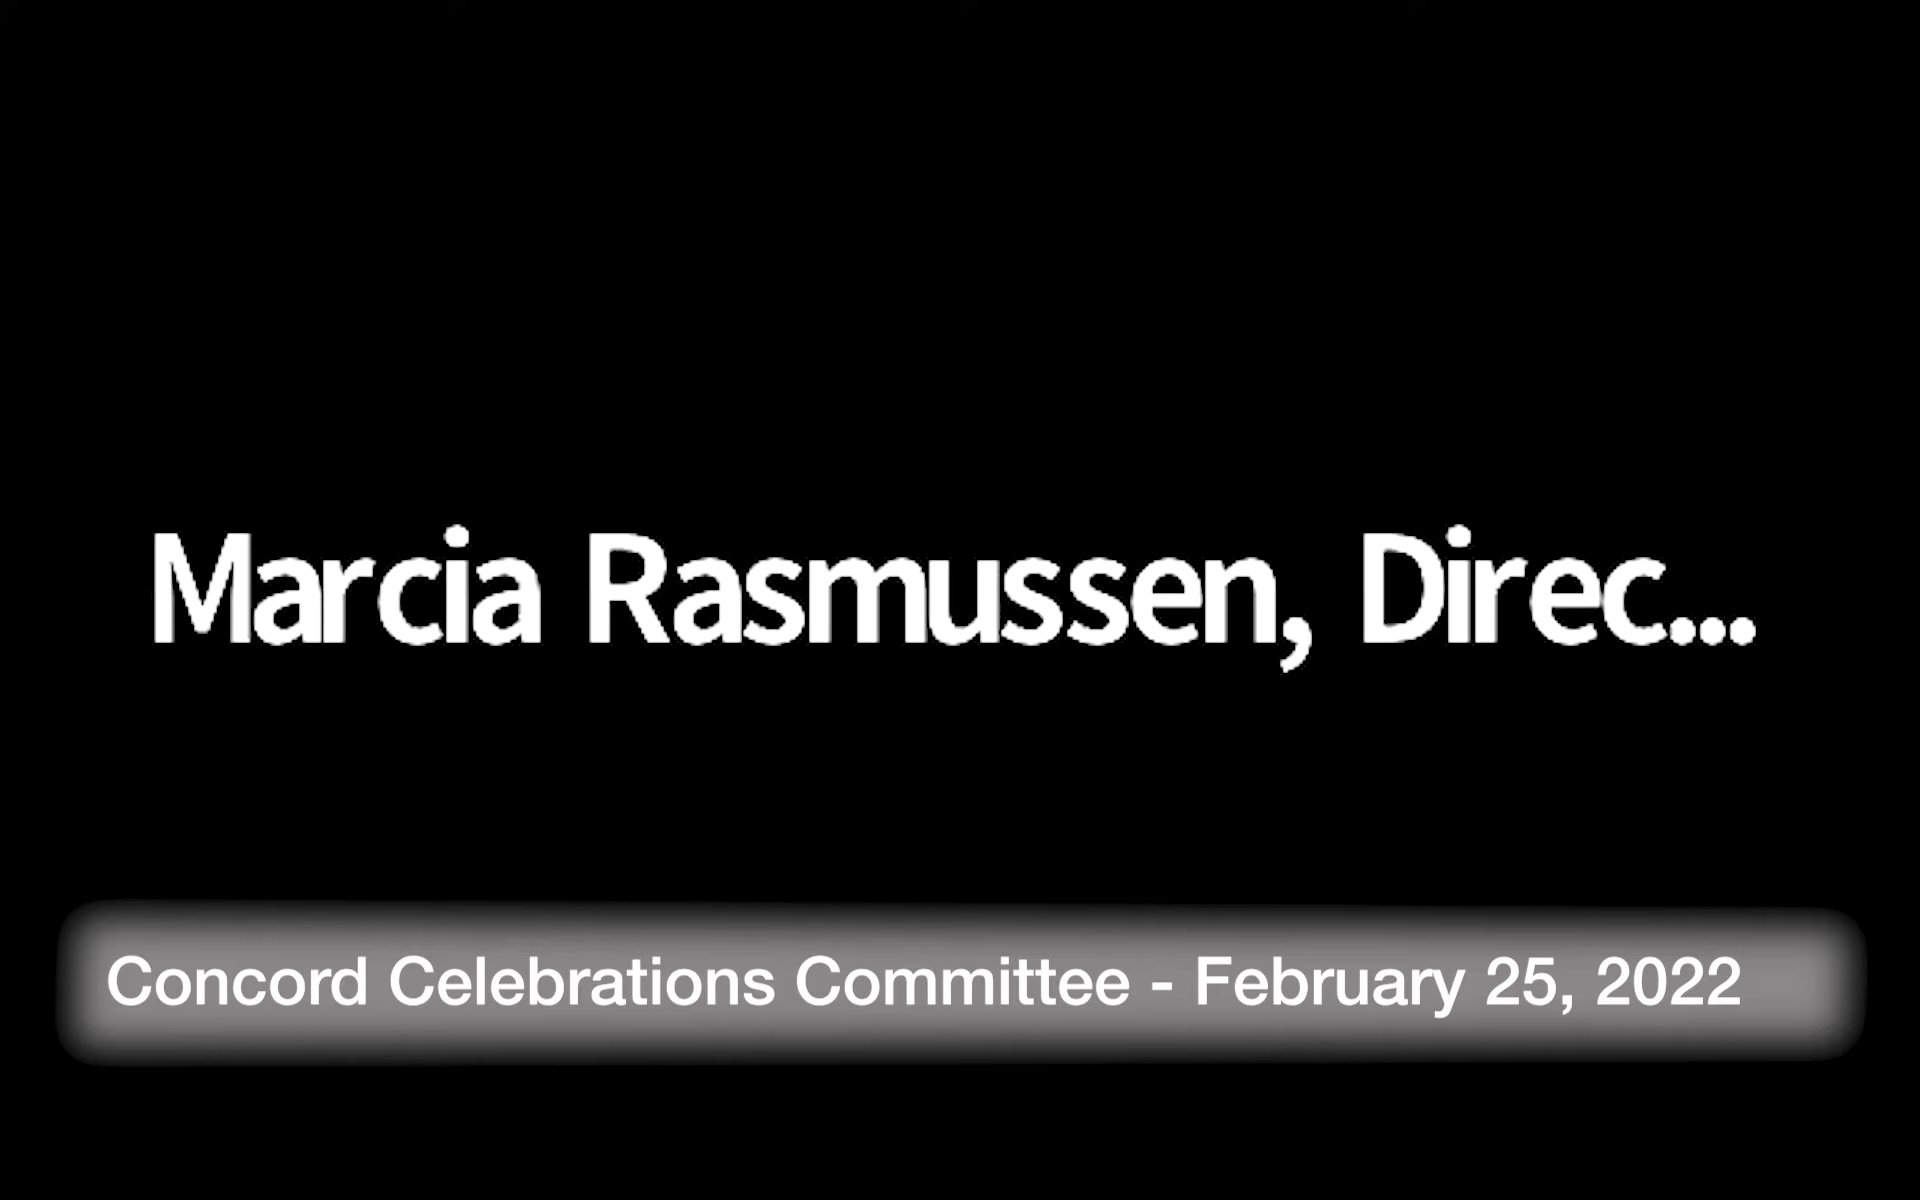 Marcia Rasmussen, Direc...
Concord Celebrations Committee - February 25, 2022